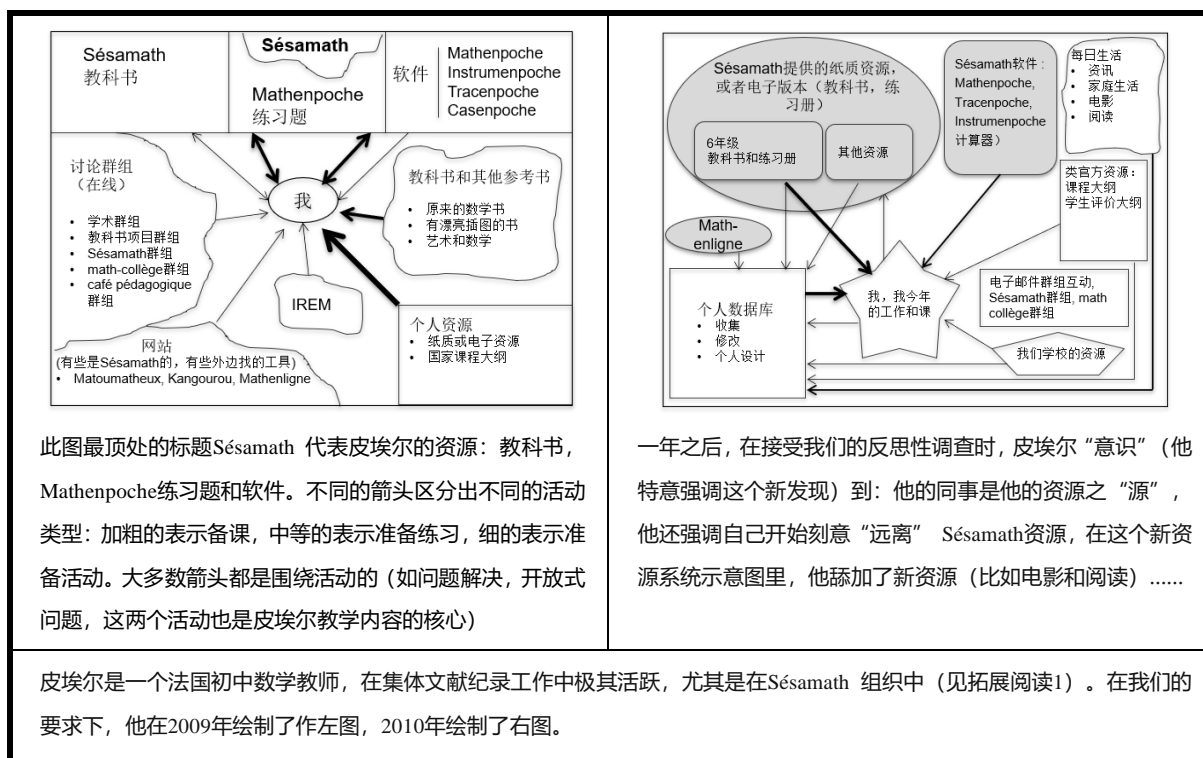 Sésamath
教科书
Sésamath
Mathenpoche
练习题
软件
Mathenpoche
Instrumenpoche
Tracenpoche
Casenpoche
讨论群组
（在线）
• 学术群组
• 教科书项目群组
• Sésamath群组
• math-collège群组
• café pédagogique
群组
我
教科书和其他参考书
• 原来的数学书
• 有漂亮插图的书
• 艺术和数学
IREM
网站
(有些是Sésamath的，有些外边找的工具)
• Matoumatheux, Kangourou, Mathenligne
个人资源
• 纸质或电子资源
• 国家课程大纲
此图最顶处的标题Sésamath 代表皮埃尔的资源：教科书，
Mathenpoche练习题和软件。不同的箭头区分出不同的活动
类型：加粗的表示备课，中等的表示准备练习，细的表示准
备活动。大多数箭头都是围绕活动的（如问题解决，开放式
问题，这两个活动也是皮埃尔教学内容的核心）
Sésamath提供的纸质资源，
或者电子版本（教科书，练
习册）
6年级
教科书和练习册
其他资源
Sésamath软件：
Mathenpoche,
Tracenpoche,
Instrumenpoche
计算器）
每日生活
• 资讯
• 家庭生活
• 电影
• 阅读
类官方资源：
课程大纲
学生评价大纲
Math-
enligne
个人数据库
• 收集
• 修改
• 个人设计
我，我今年
的工作和课
电子邮件群组互动，
Sésamath群组, math
collège群组
我们学校的资源
一年之后，在接受我们的反思性调查时，皮埃尔“意识”（他
特意强调这个新发现）到：他的同事是他的资源之“源”，
他还强调自己开始刻意“远离” Sésamath资源，在这个新资
源系统示意图里，他舔加了新资源（比如电影和阅读）……
皮埃尔是一个法国初中数学教师，在集体文献纪录工作中极其活跃，尤其是在Sésamath 组织中（见拓展阅读1）。在我们的
要求下，他在2009年绘制了作左图，2010年绘制了右图。